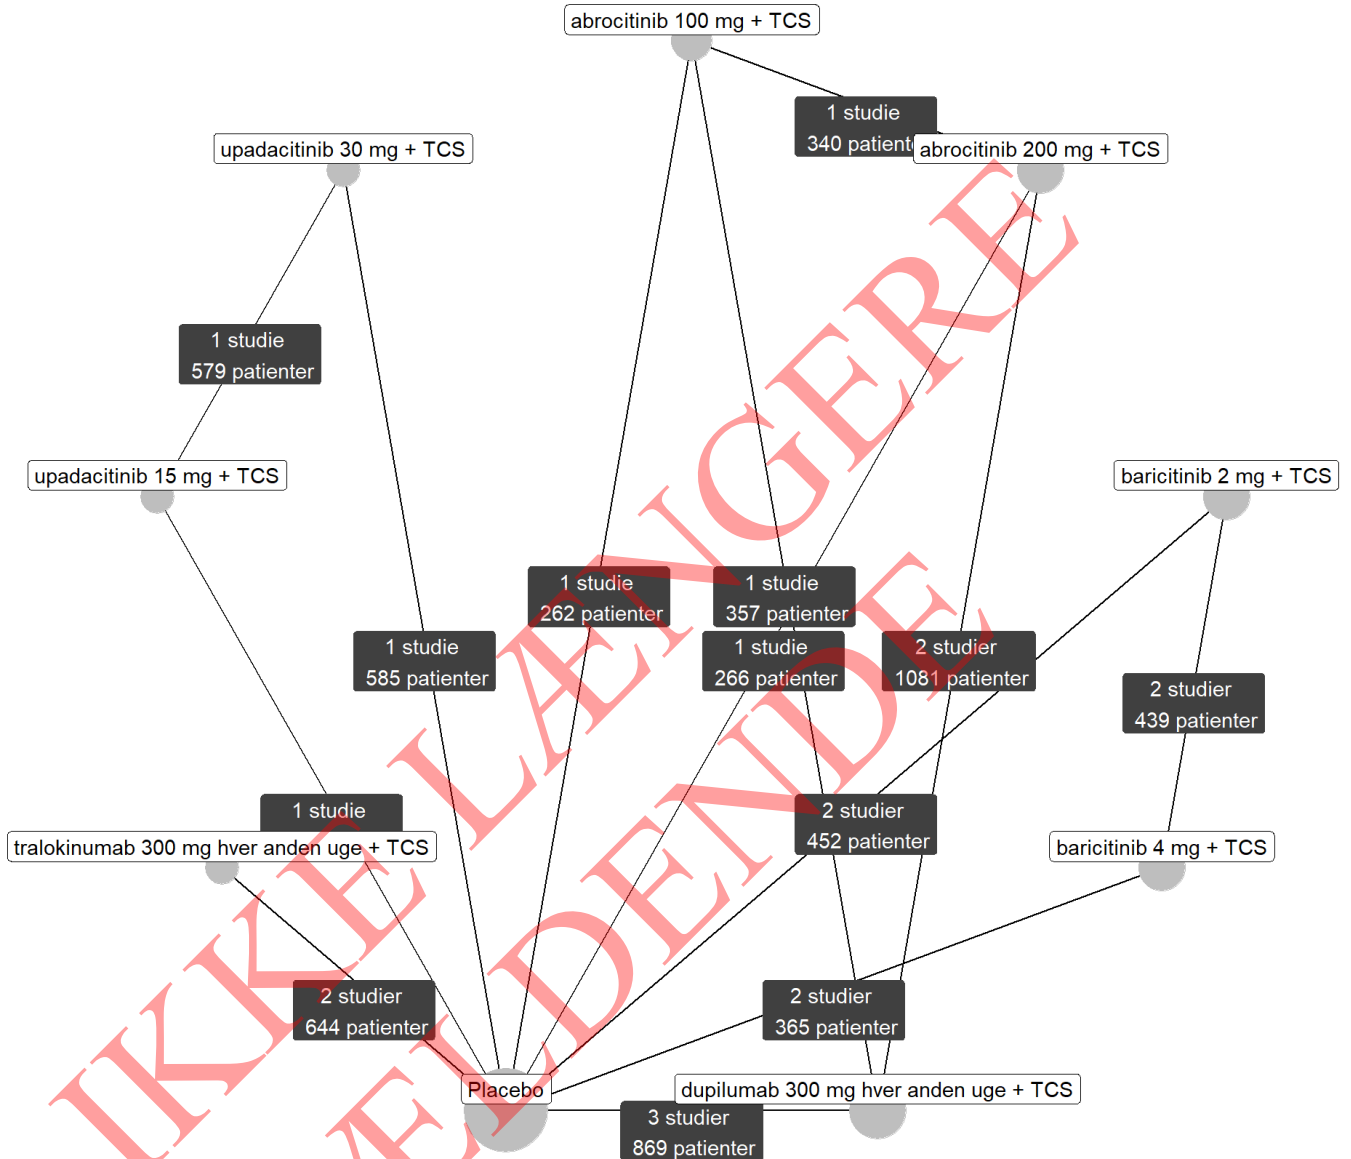 abrocitinib 100 mg + TCS
1 studie
340 patient
abrocitinib 200 mg + TCS
upadacitinib 30 mg + TCS
1 studie
579 patienter
upadacitinib 15 mg + TCS
baricitinib 2 mg + TCS
1 studie
262 patienter
1 studie
357 patienter
1 studie
585 patienter
1 studie
266 patienter
2 studier
1081 patienter
2 studier
439 patienter
1 studie
2 studier
452 patienter
tralokinumab 300 mg hver anden uge + TCS
baricitinib 4 mg + TCS
2 studier
644 patienter
2 studier
365 patienter
Placebo
dupilumab 300 mg hver anden uge + TCS
3 studier
869 patienter
IKKE LÆNGERE
VELDENDE